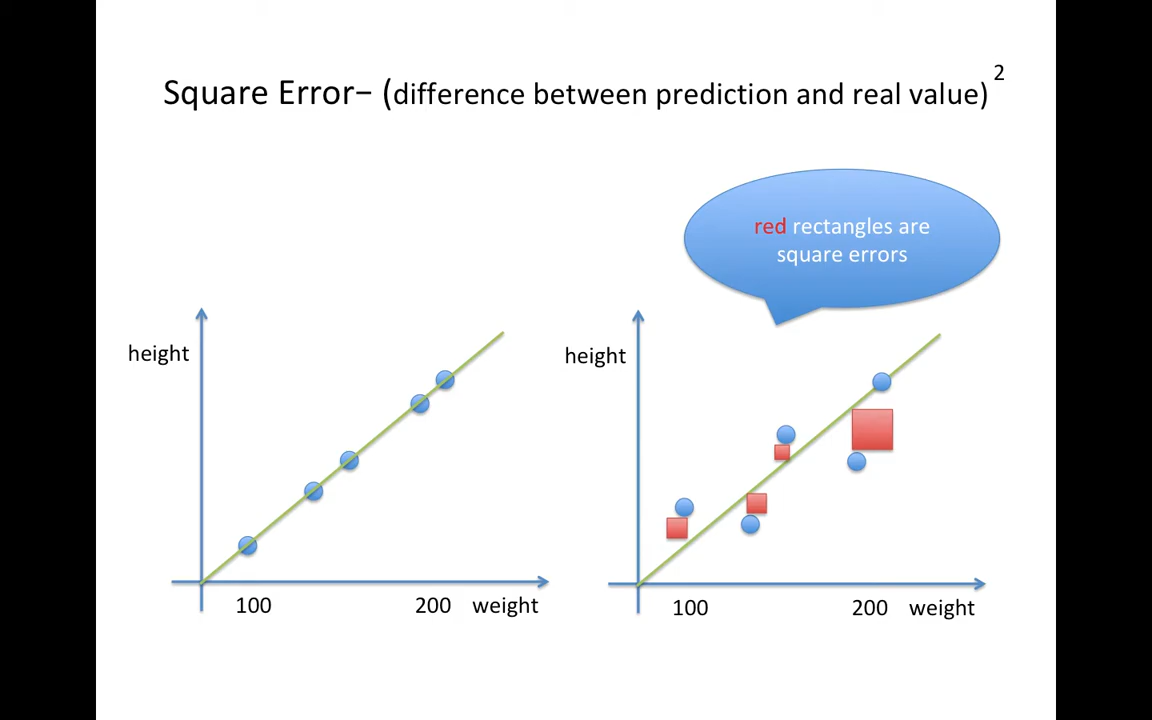 Square Error− (difference between prediction and real value)²
red rectangles are
square errors
height
100 200 weight
height
100 200 weight